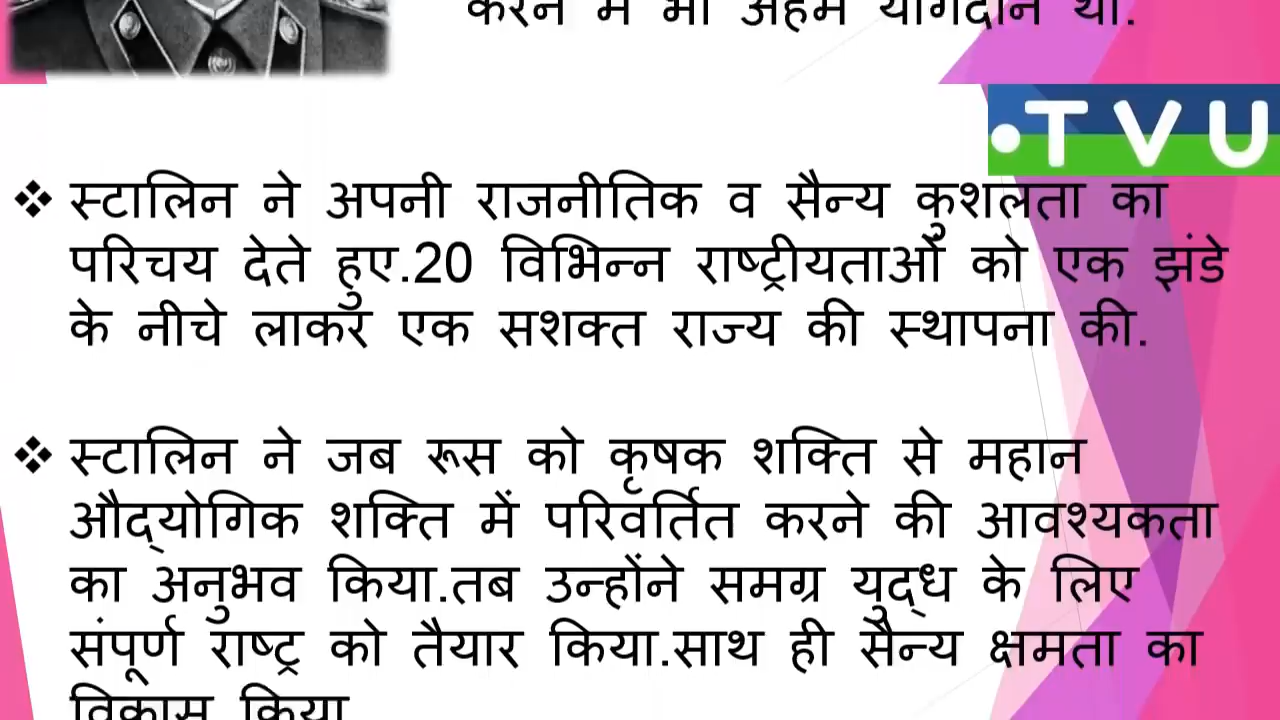 करने में भी अहम योगदान था.
TVU
❖ स्टालिन ने अपनी राजनीतिक व सैन्य कुशलता का
परिचय देते हुए.20 विभिन्न राष्ट्रीयताओं को एक झंडे
के नीचे लाकर एक सशक्त राज्य की स्थापना की.
❖ स्टालिन ने जब रूस को कृषक शक्ति से महान
औद्योगिक शक्ति में परिवर्तित करने की आवश्यकता
का अनुभव किया.तब उन्होंने समग्र युद्ध के लिए
संपूर्ण राष्ट्र को तैयार किया.साथ ही सैन्य क्षमता का
विकास किया